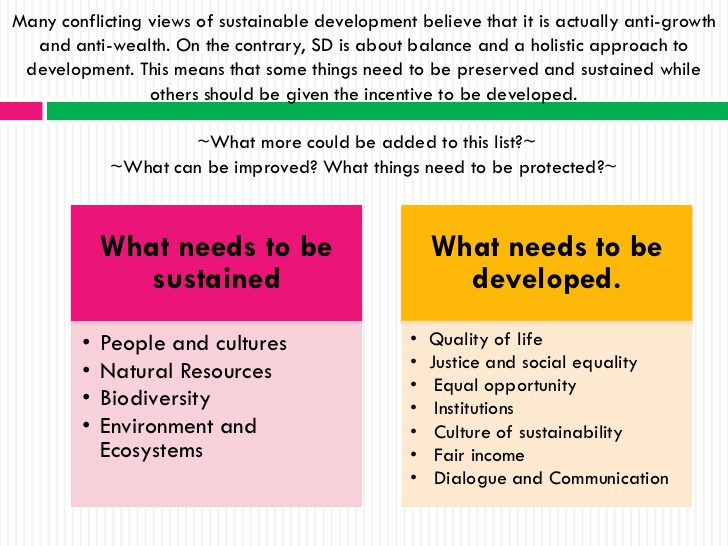 Many conflicting views of sustainable development believe that it is actually anti-growth
and anti-wealth. On the contrary, SD is about balance and a holistic approach to
development. This means that some things need to be preserved and sustained while
others should be given the incentive to be developed.
~What more could be added to this list?~
~What can be improved? What things need to be protected?~
What needs to be
sustained
• People and cultures
• Natural Resources
• Biodiversity
• Environment and
Ecosystems
What needs to be
developed.
• Quality of life
• Justice and social equality
• Equal opportunity
• Institutions
• Culture of sustainability
• Fair income
• Dialogue and Communication